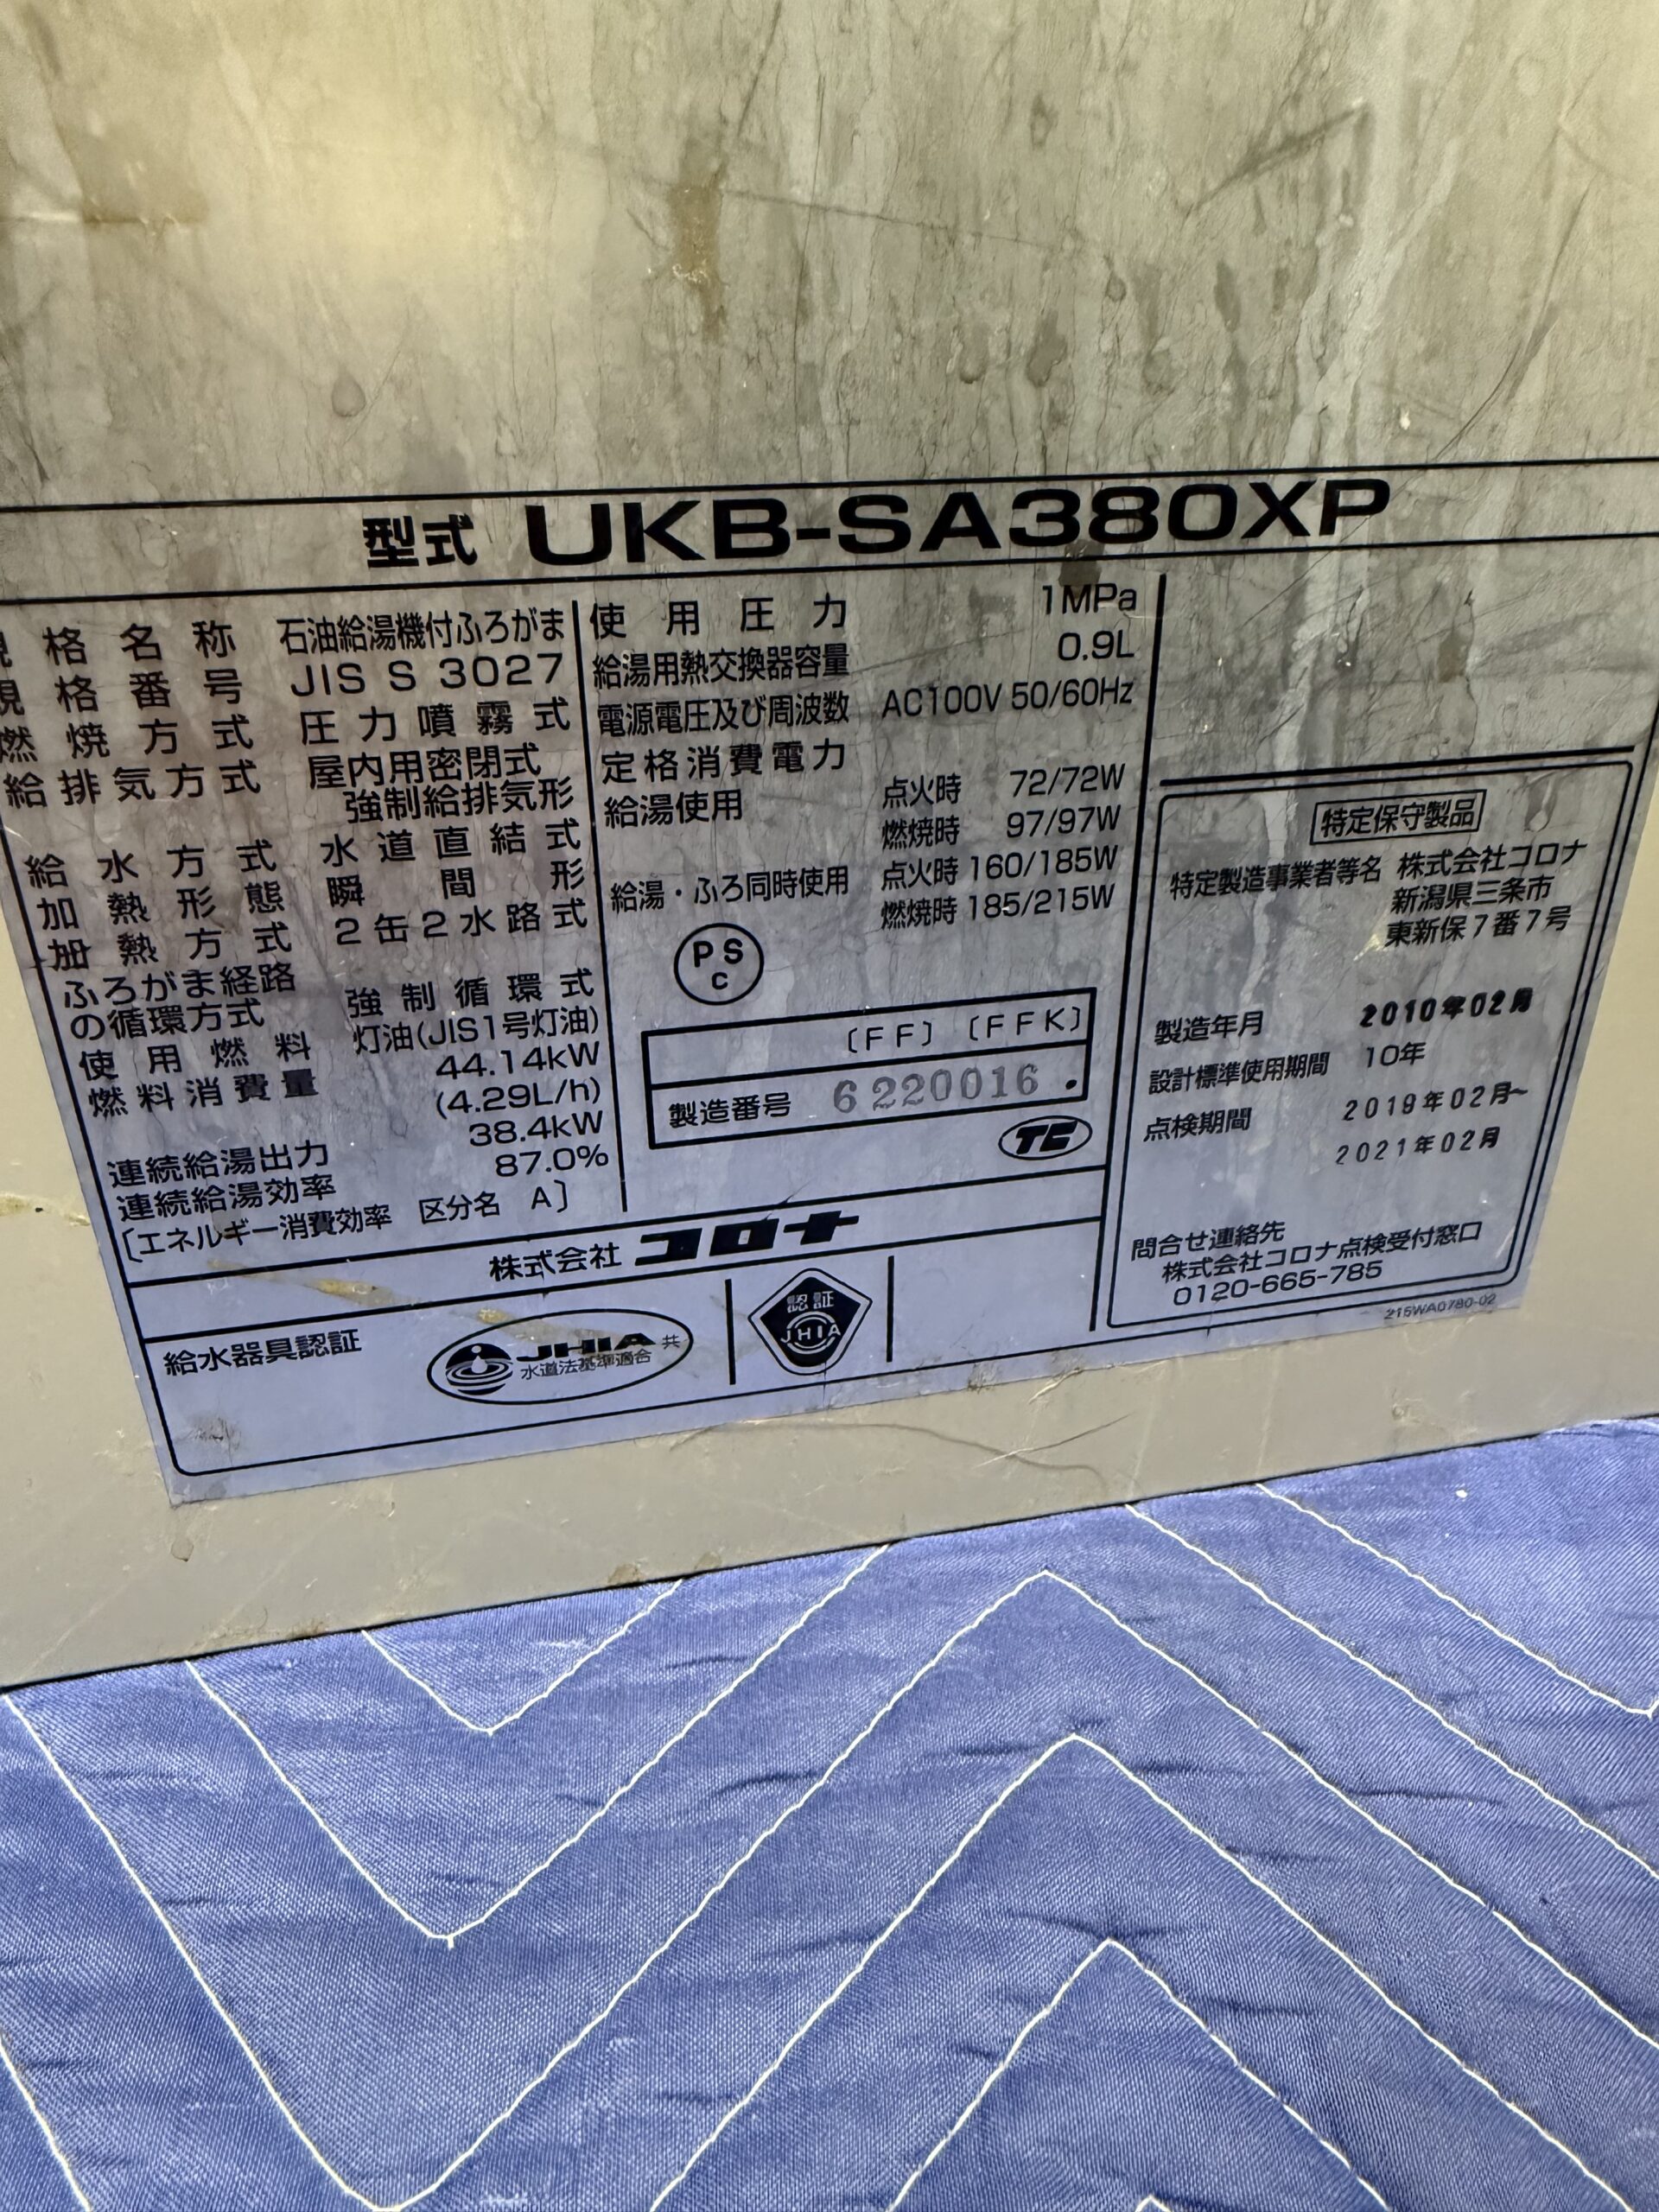 型式 UKB-SA380XP
規格名称 石油給湯機付ふろがま
規格番号 JIS S 3027
燃焼方式 圧力噴霧式
給排気方式 屋内用密閉式
強制給排気形
給水方式 水道直結式
加熱形態 瞬間形
加熱方式 2缶2水路式
ふろがま経路
の循環方式 強制循環式
使用燃料 灯油(JIS1号灯油)
燃料消費量 44.14kW
(4.29L/h)
連続給湯出力 38.4kW
連続給湯効率 87.0%
〔エネルギー消費効率 区分名 A〕
使用圧力 1MPa
給湯用熱交換器容量 0.9L
電源電圧及び周波数 AC100V 50/60Hz
定格消費電力
給湯使用 点火時 72/72W
燃焼時 97/97W
給湯・ふろ同時使用 点火時 160/185W
燃焼時 185/215W
PS
C
〔FF〕〔FFK〕
製造番号 6220016.
TC
株式会社 コロナ
給水器具認証
JHIA 共
水道法基準適合
認証
JHIA
特定保守製品
特定製造事業者等名 株式会社コロナ
新潟県三条市
東新保7番7号
製造年月 2010年02月
設計標準使用期間 10年
点検期間 2019年02月~
2021年02月
問合せ連絡先
株式会社コロナ点検受付窓口
0120-665-785
215WA0780-02